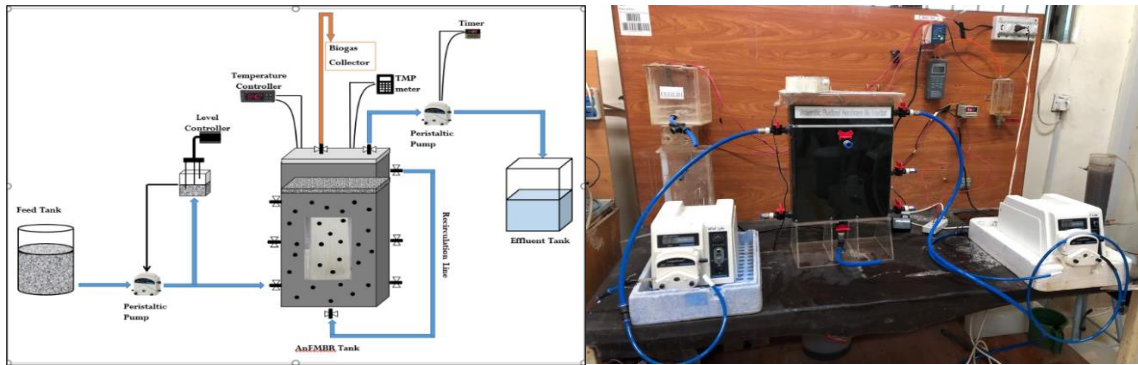 Timer
Biogas
Collector
Temperature
Controller
TMP
meter
Level
Controller
Peristaltic
Pump
Feed Tank
Recirculation Line
Effluent Tank
Peristaltic
Pump
AnFMBR Tank